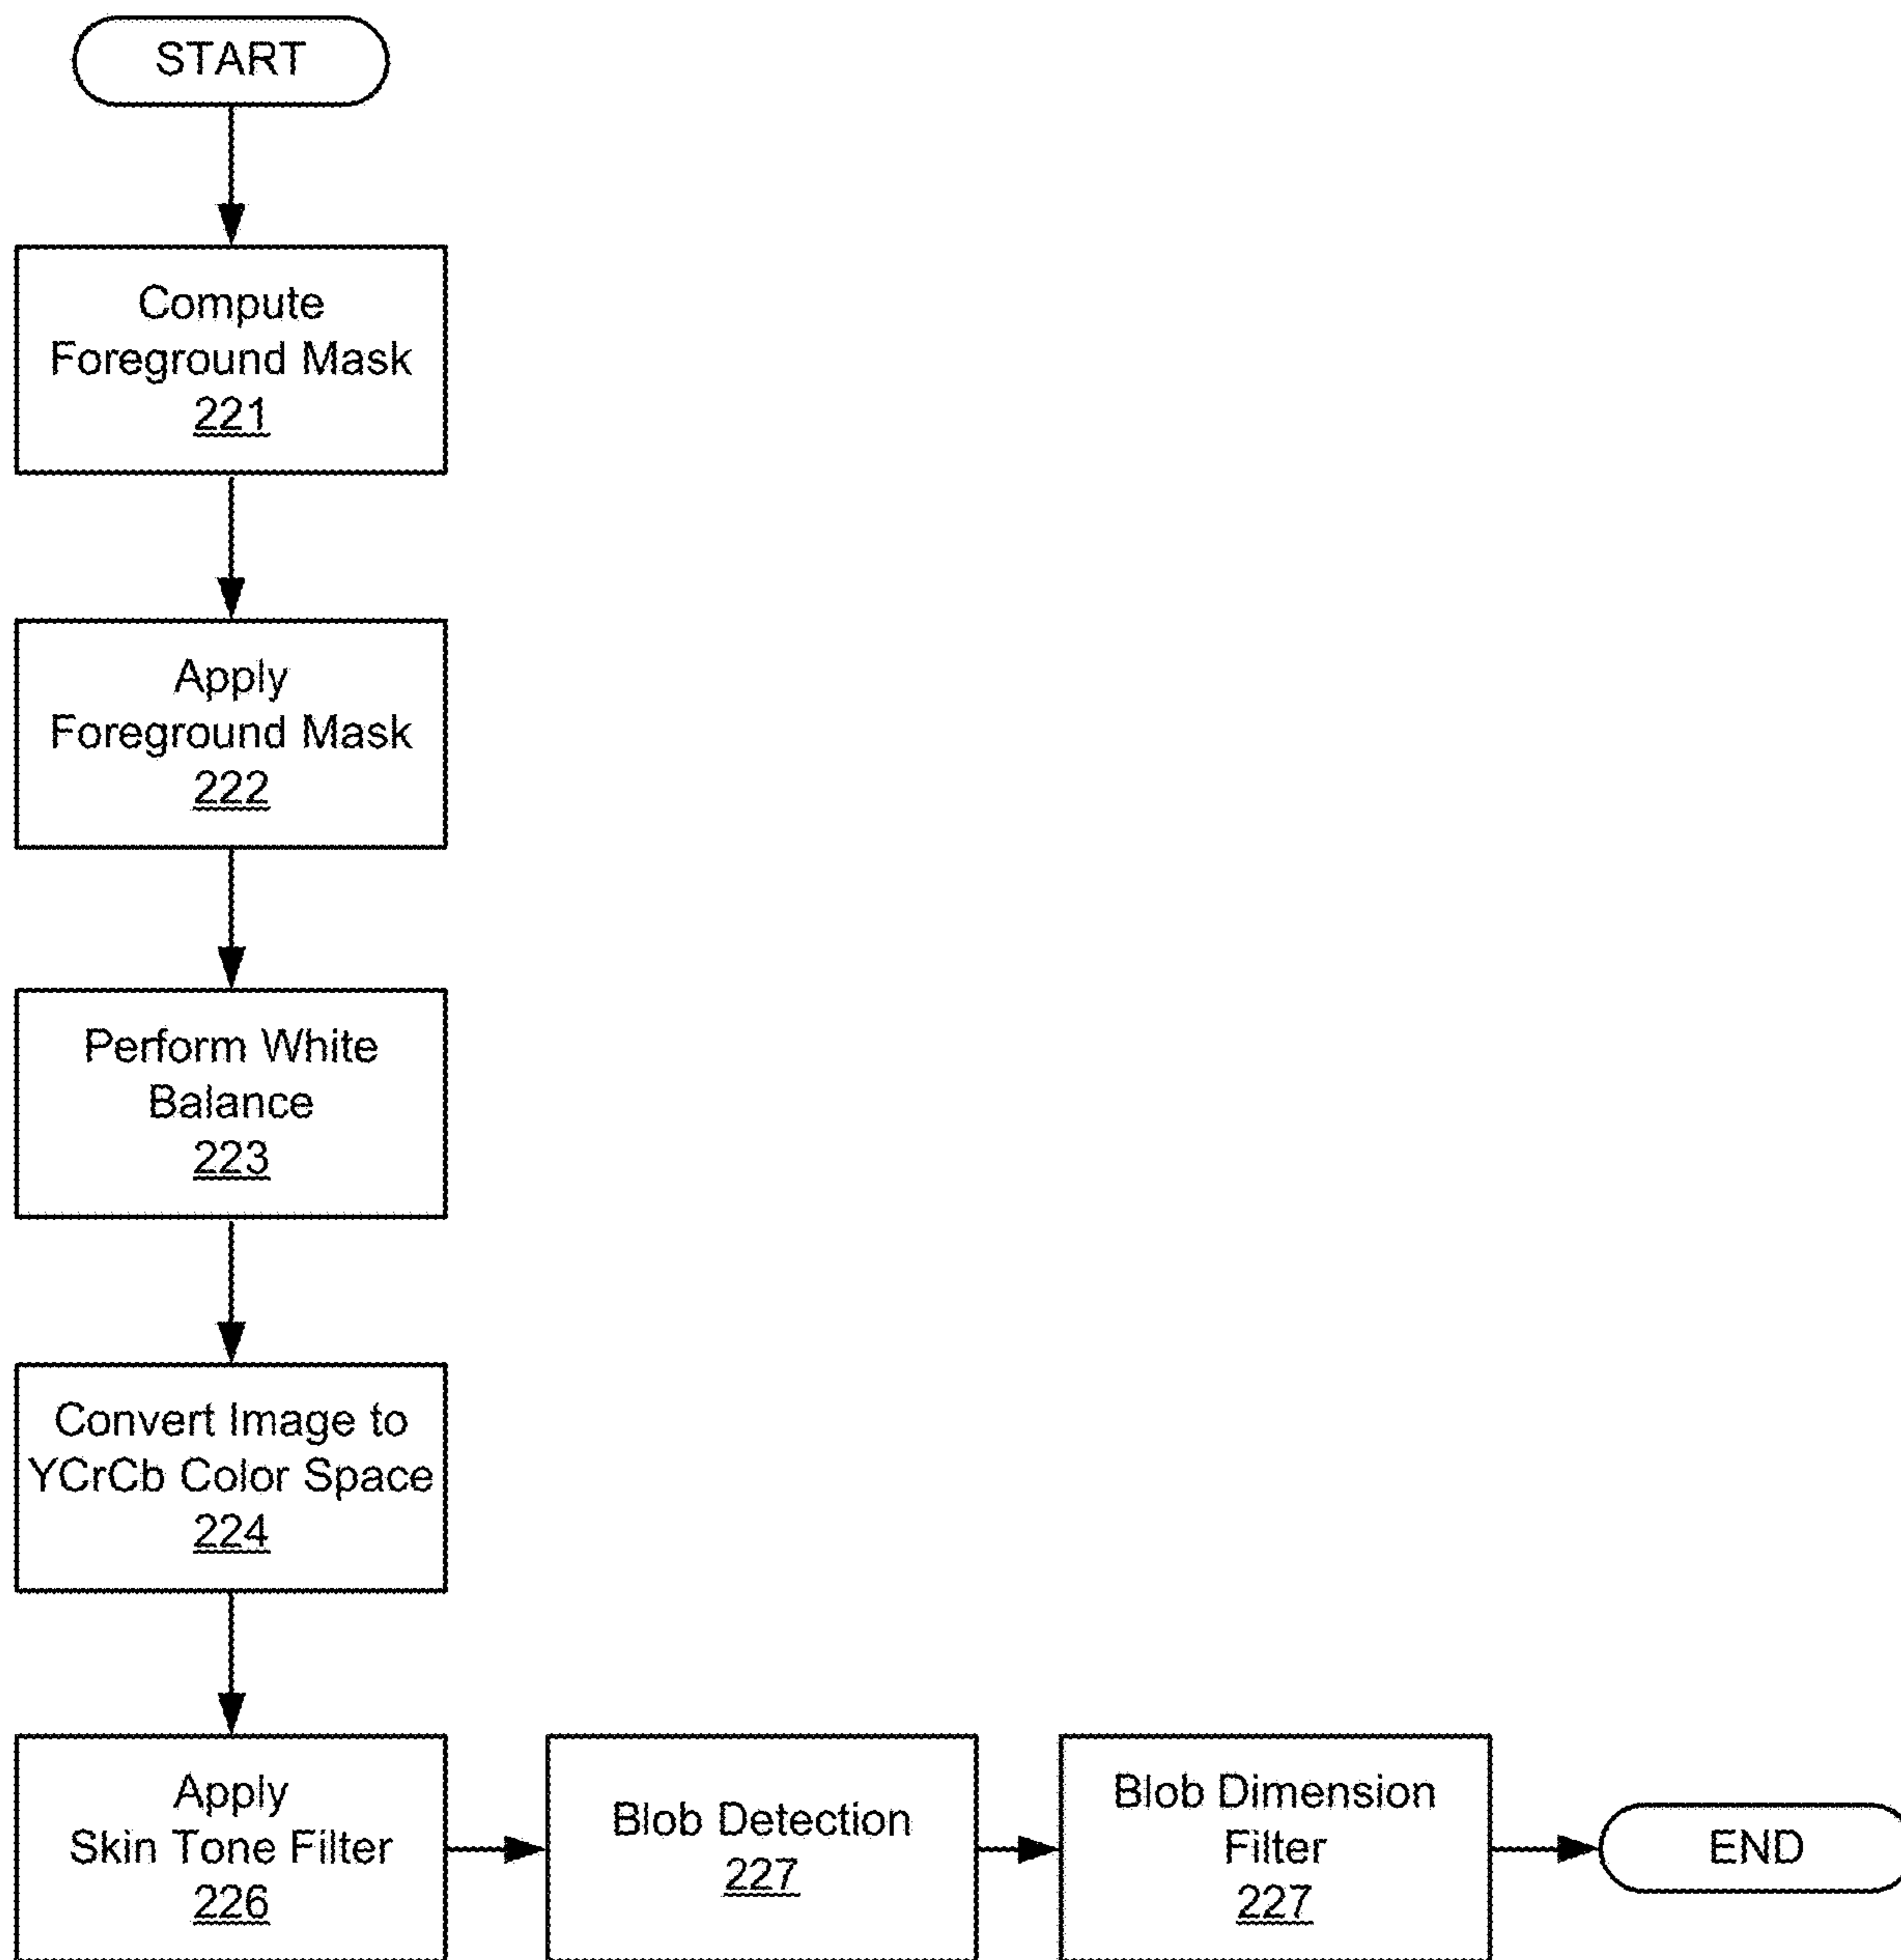 START
Compute
Foreground Mask
221
Apply
Foreground Mask
222
Perform White
Balance
223
Convert Image to
YCrCb Color Space
224
Apply
Skin Tone Filter
226
Blob Detection
227
Blob Dimension
Filter
227
END